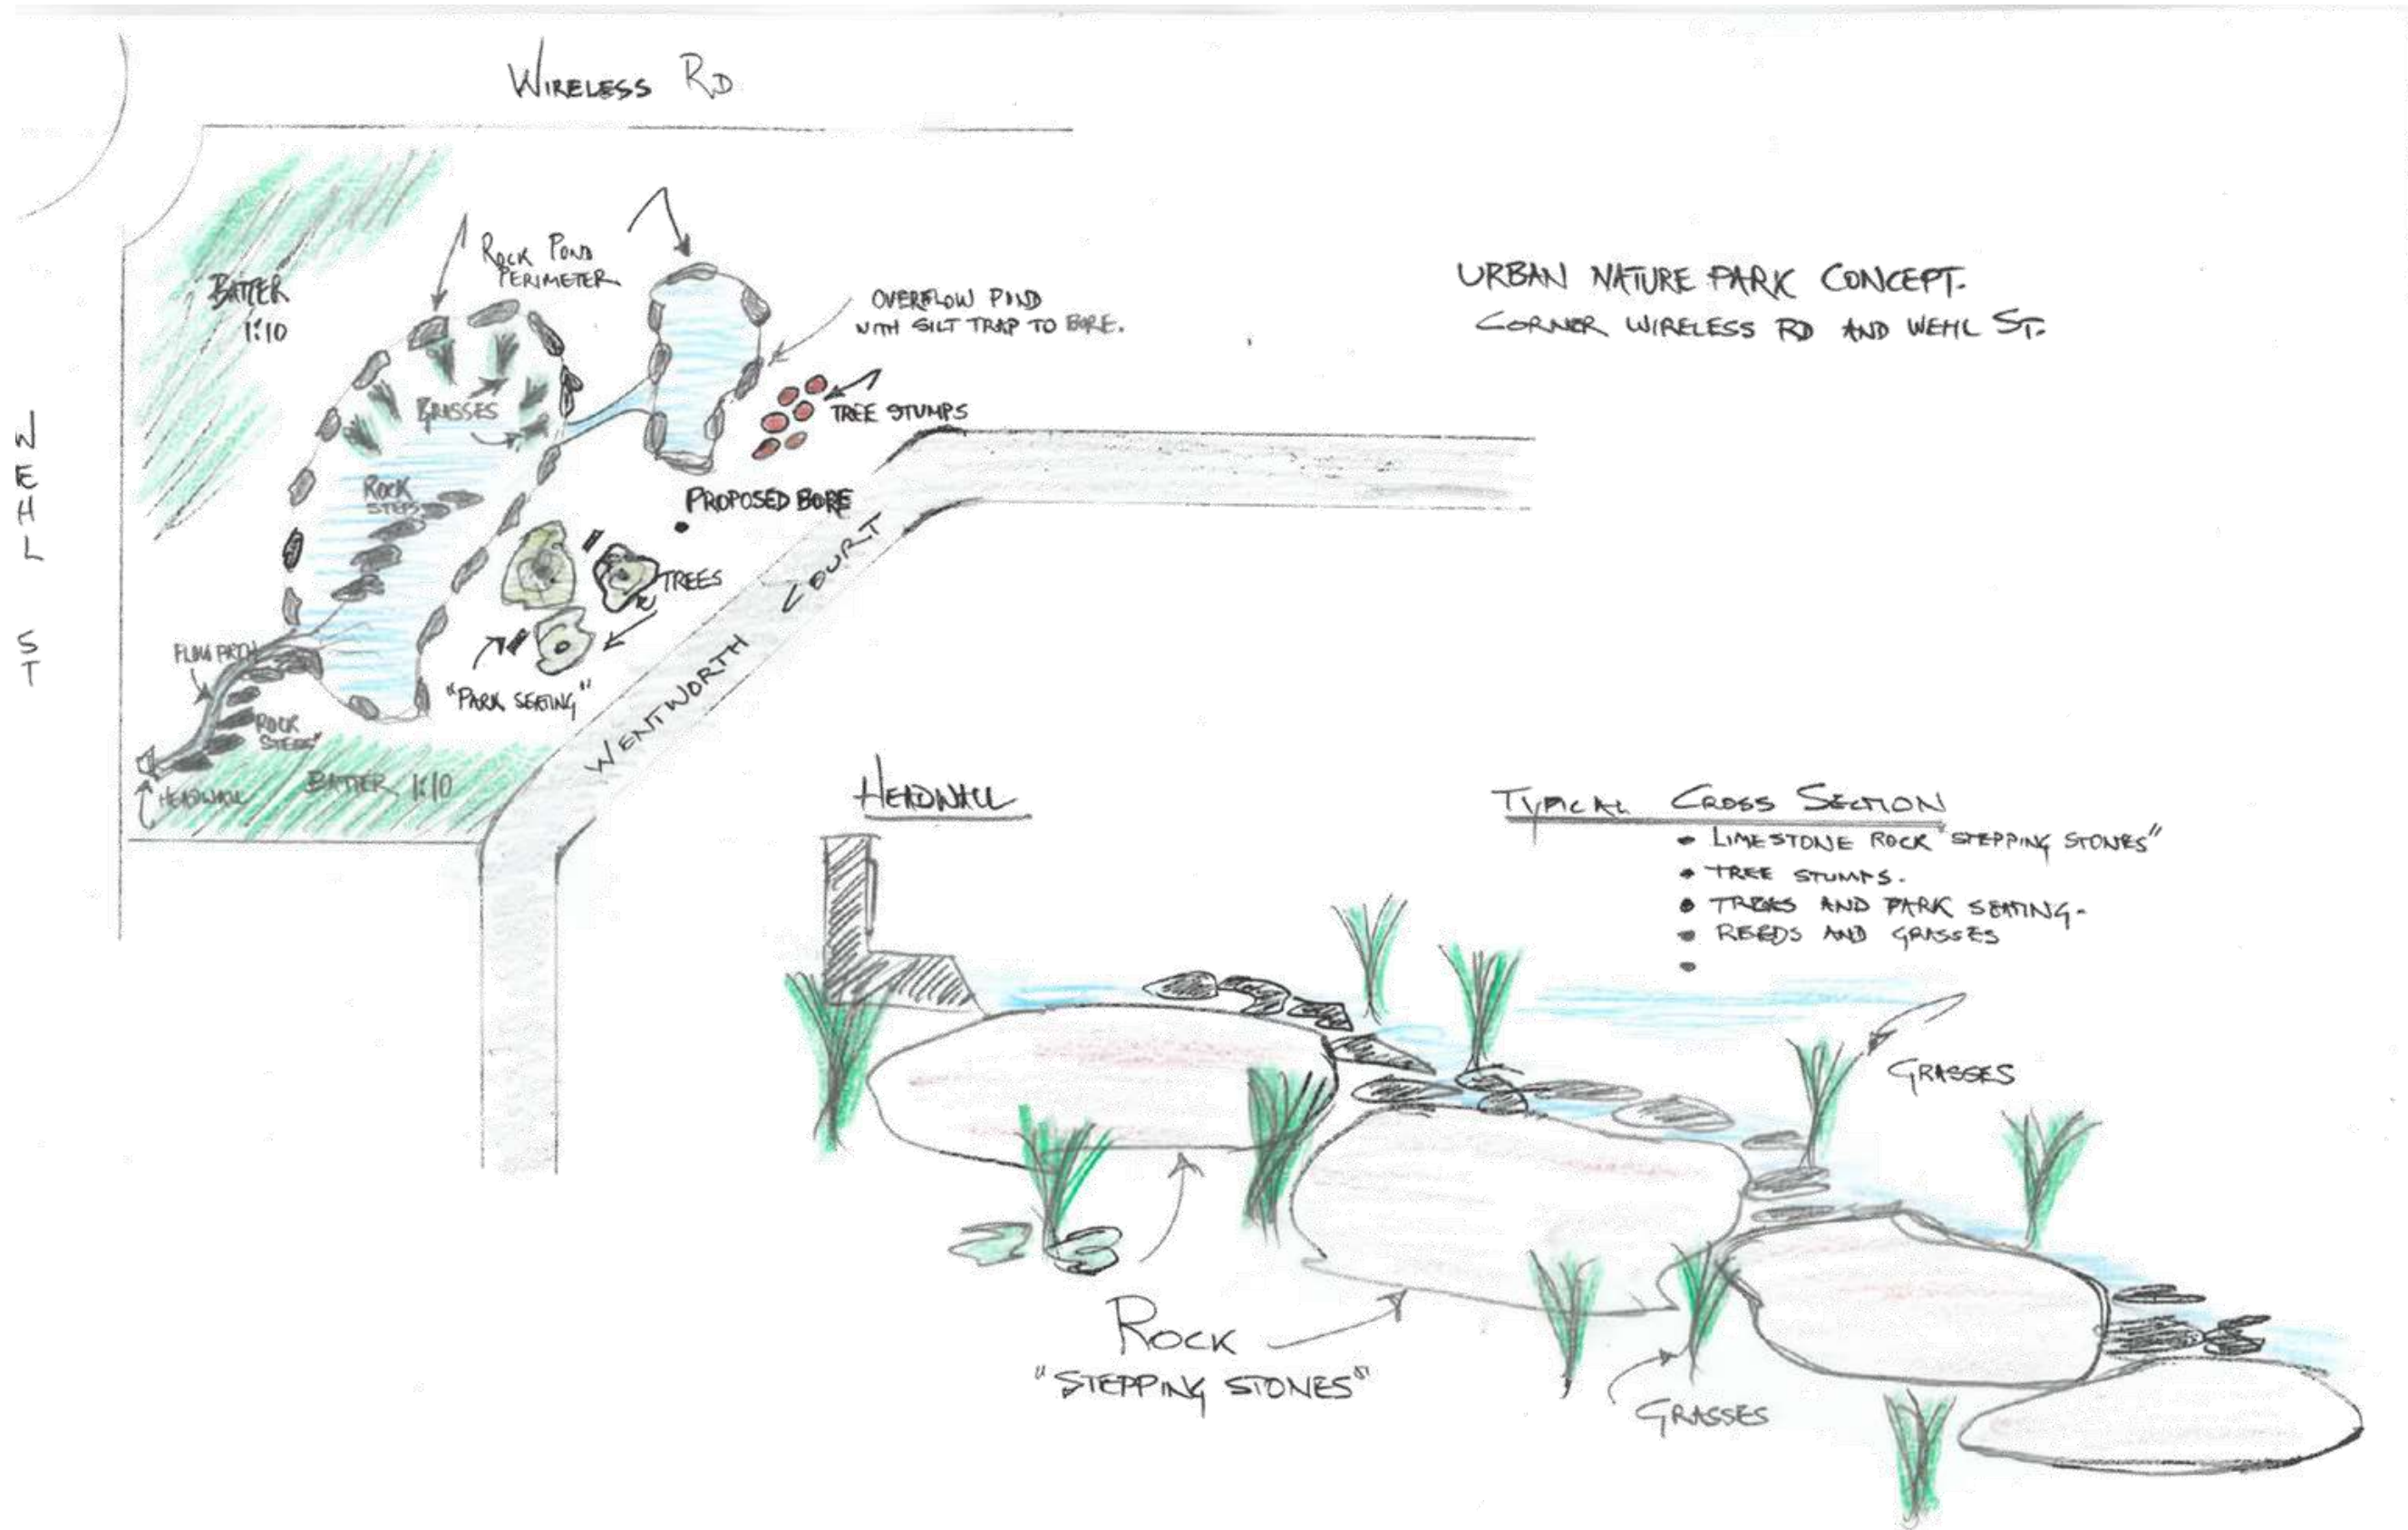 WIRELESS RD
ROCK POND
PERIMETER
BATTER
1:10
OVERFLOW POND
WITH SILT TRAP TO BORE.
URBAN NATURE PARK CONCEPT.
CORNER WIRELESS RD AND WEHL ST.
GRASSES
TREE STUMPS
WEHL ST
ROCK
STEPS
PROPOSED BORE
TREES
WENTWORTH COURT
FLOW PATH
"PARK SEATING"
ROCK
STEPS"
HEADWALL
BATTER 1:10
HEADWALL
TYPICAL CROSS SECTION
• LIMESTONE ROCK "STEPPING STONES"
• TREE STUMPS.
• TREES AND PARK SEATING.
• REEDS AND GRASSES
•
GRASSES
ROCK
"STEPPING STONES"
GRASSES